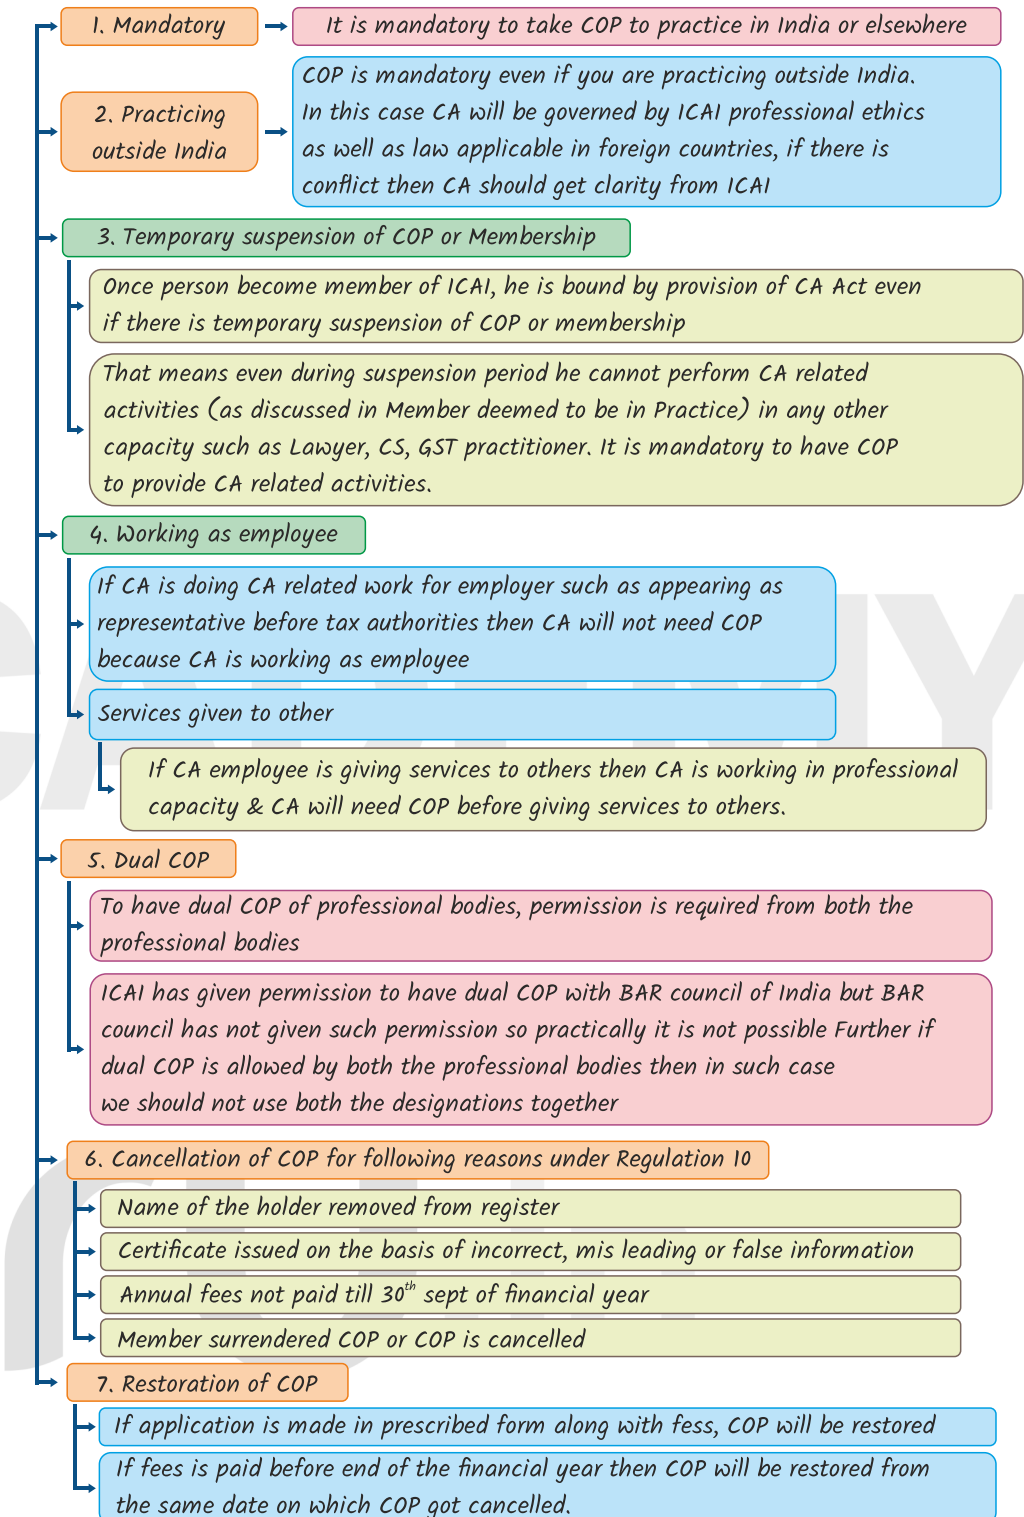 1. Mandatory
It is mandatory to take COP to practice in India or elsewhere
2. Practicing
outside India
COP is mandatory even if you are practicing outside India.
In this case CA will be governed by ICAI professional ethics
as well as law applicable in foreign countries, if there is
conflict then CA should get clarity from ICAI
3. Temporary suspension of COP or Membership
Once person become member of ICAI, he is bound by provision of CA Act even
if there is temporary suspension of COP or membership
That means even during suspension period he cannot perform CA related
activities (as discussed in Member deemed to be in Practice) in any other
capacity such as Lawyer, CS, GST practitioner. It is mandatory to have COP
to provide CA related activities.
4. Working as employee
If CA is doing CA related work for employer such as appearing as
representative before tax authorities then CA will not need COP
because CA is working as employee
Services given to other
If CA employee is giving services to others then CA is working in professional
capacity & CA will need COP before giving services to others.
5. Dual COP
To have dual COP of professional bodies, permission is required from both the
professional bodies
ICAI has given permission to have dual COP with BAR council of India but BAR
council has not given such permission so practically it is not possible Further if
dual COP is allowed by both the professional bodies then in such case
we should not use both the designations together
6. Cancellation of COP for following reasons under Regulation 10
Name of the holder removed from register
Certificate issued on the basis of incorrect, mis leading or false information
Annual fees not paid till 30th sept of financial year
Member surrendered COP or COP is cancelled
7. Restoration of COP
If application is made in prescribed form along with fess, COP will be restored
If fees is paid before end of the financial year then COP will be restored from
the same date on which COP got cancelled.